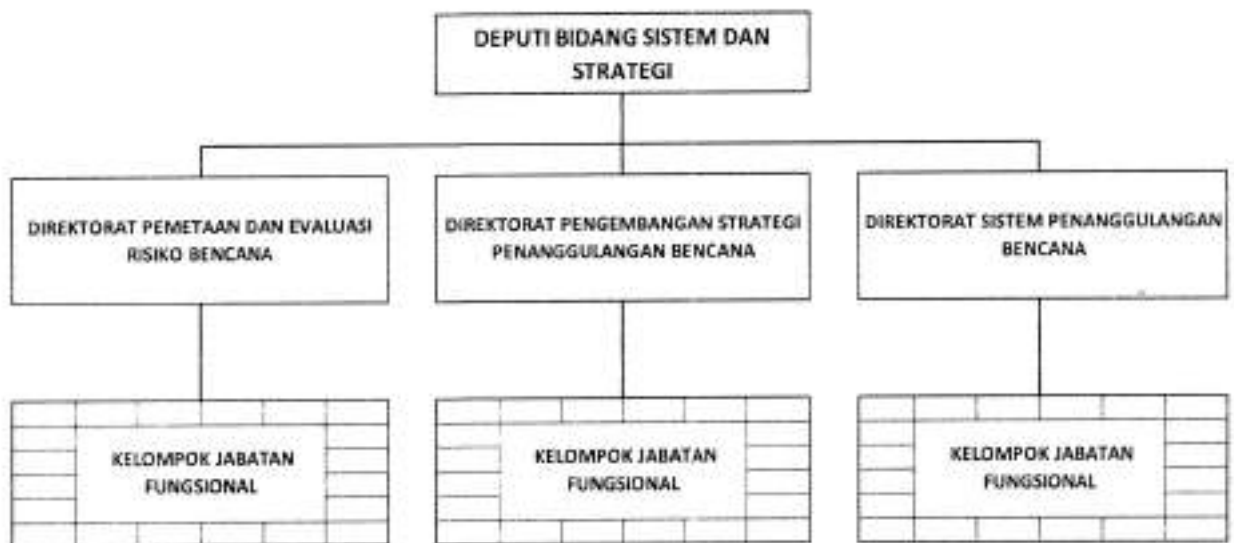 DEPUTI BIDANG SISTEM DAN
STRATEGI
DIREKTORAT PEMETAAN DAN EVALUASI
RISIKO BENCANA
DIREKTORAT PENGEMBANGAN STRATEGI
PENANGGULANGAN BENCANA
DIREKTORAT SISTEM PENANGGULANGAN
BENCANA
KELOMPOK JABATAN
FUNGSIONAL
KELOMPOK JABATAN
FUNGSIONAL
KELOMPOK JABATAN
FUNGSIONAL